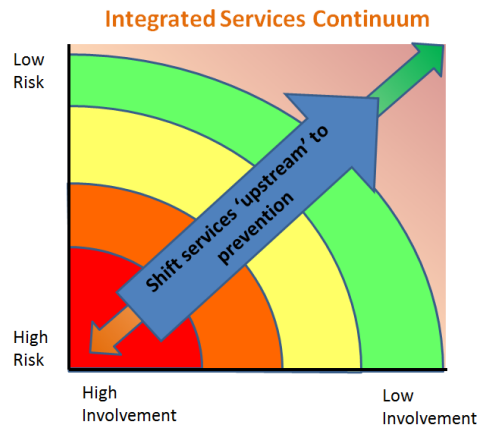 Integrated Services Continuum
Low
Risk
Shift services ‘upstream’ to
prevention
High
Risk
High
Involvement
Low
Involvement